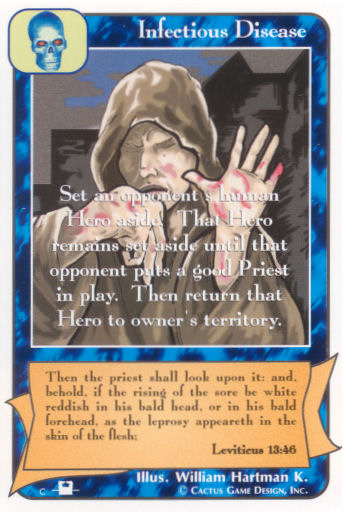 Infectious Disease
Set an opponent's human
Hero aside. That Hero
remains set aside until that
opponent puts a good Priest
in play. Then return that
Hero to owner's territory.
Then the priest shall look upon it: and,
behold, if the rising of the sore be white
reddish in his bald head, or in his bald
forehead, as the leprosy appeareth in the
skin of the flesh;
Leviticus 13:46
Illus. William Hartman K.
C
© CACTUS GAME DESIGN, INC.